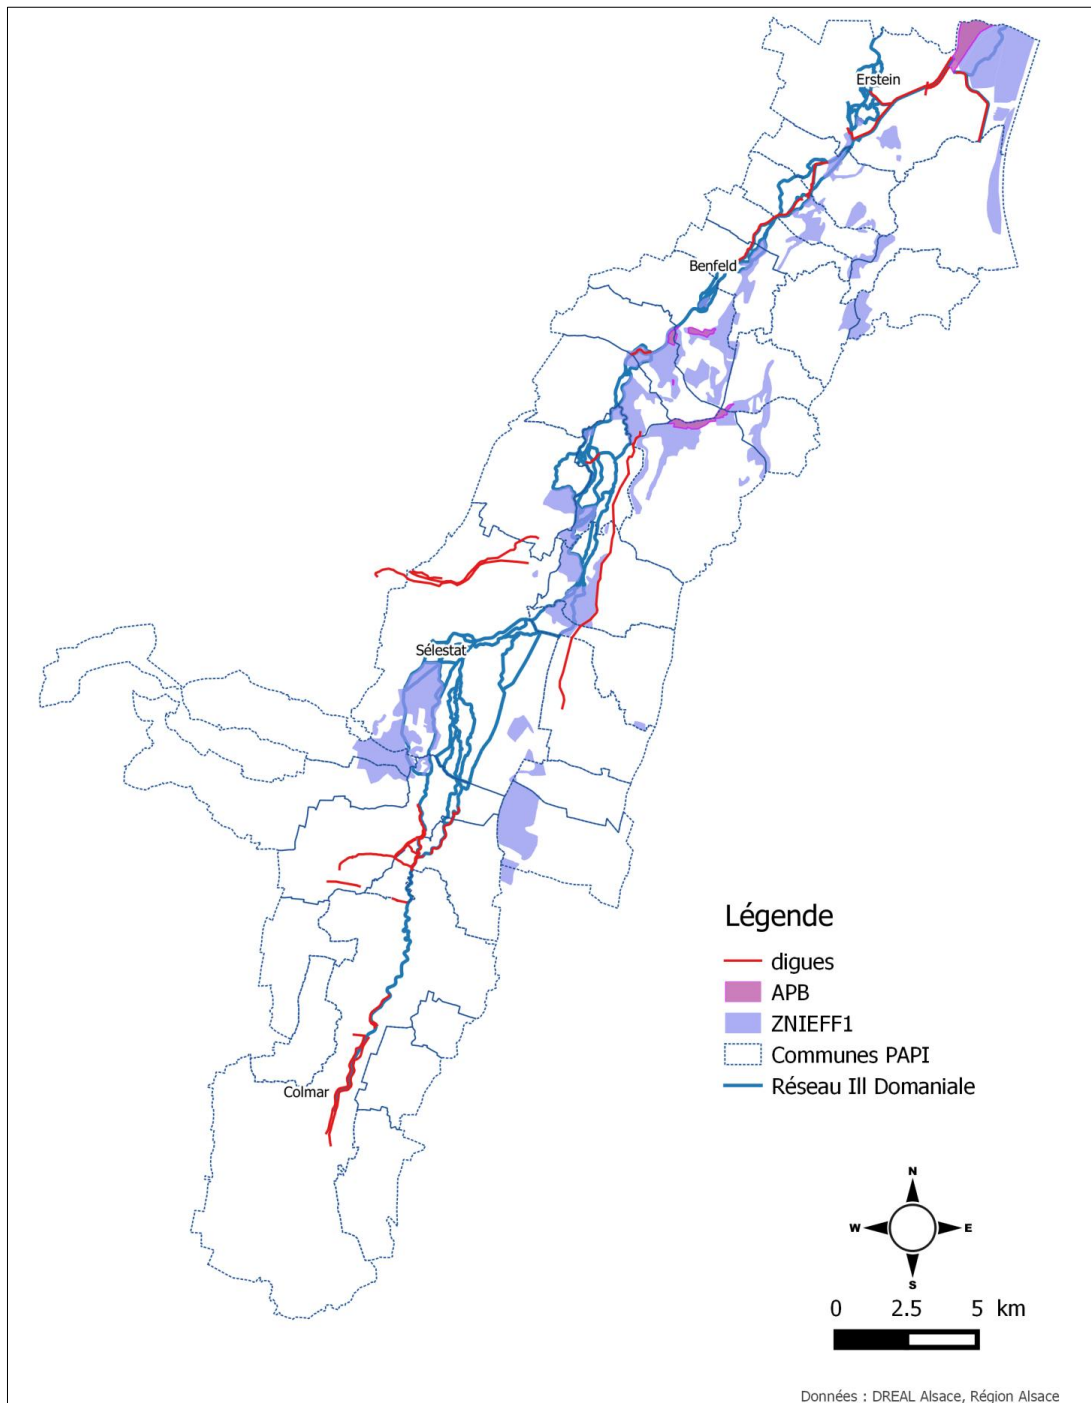 Erstein
Benfeld
Sélestat
Colmar
Légende
digues
APB
ZNIEFF1
Communes PAPI
Réseau Ill Domaniale
N
W E
S
0 2.5 5 km
Données : DREAL Alsace, Région Alsace